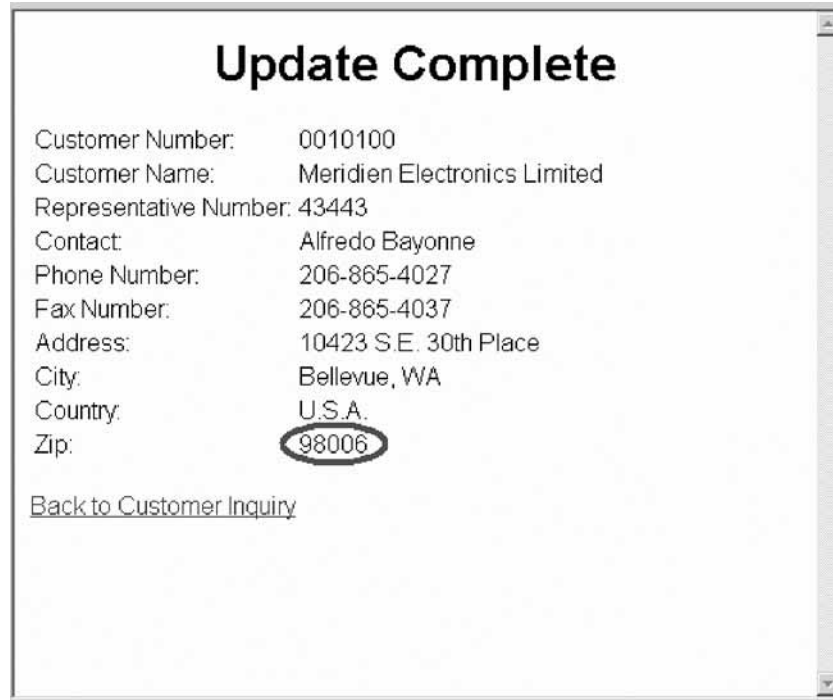 Update Complete
Customer Number: 0010100
Customer Name: Meridien Electronics Limited
Representative Number: 43443
Contact: Alfredo Bayonne
Phone Number: 206-865-4027
Fax Number: 206-865-4037
Address: 10423 S.E. 30th Place
City: Bellevue, WA
Country: U.S.A.
Zip: 98006
Back to Customer Inquiry